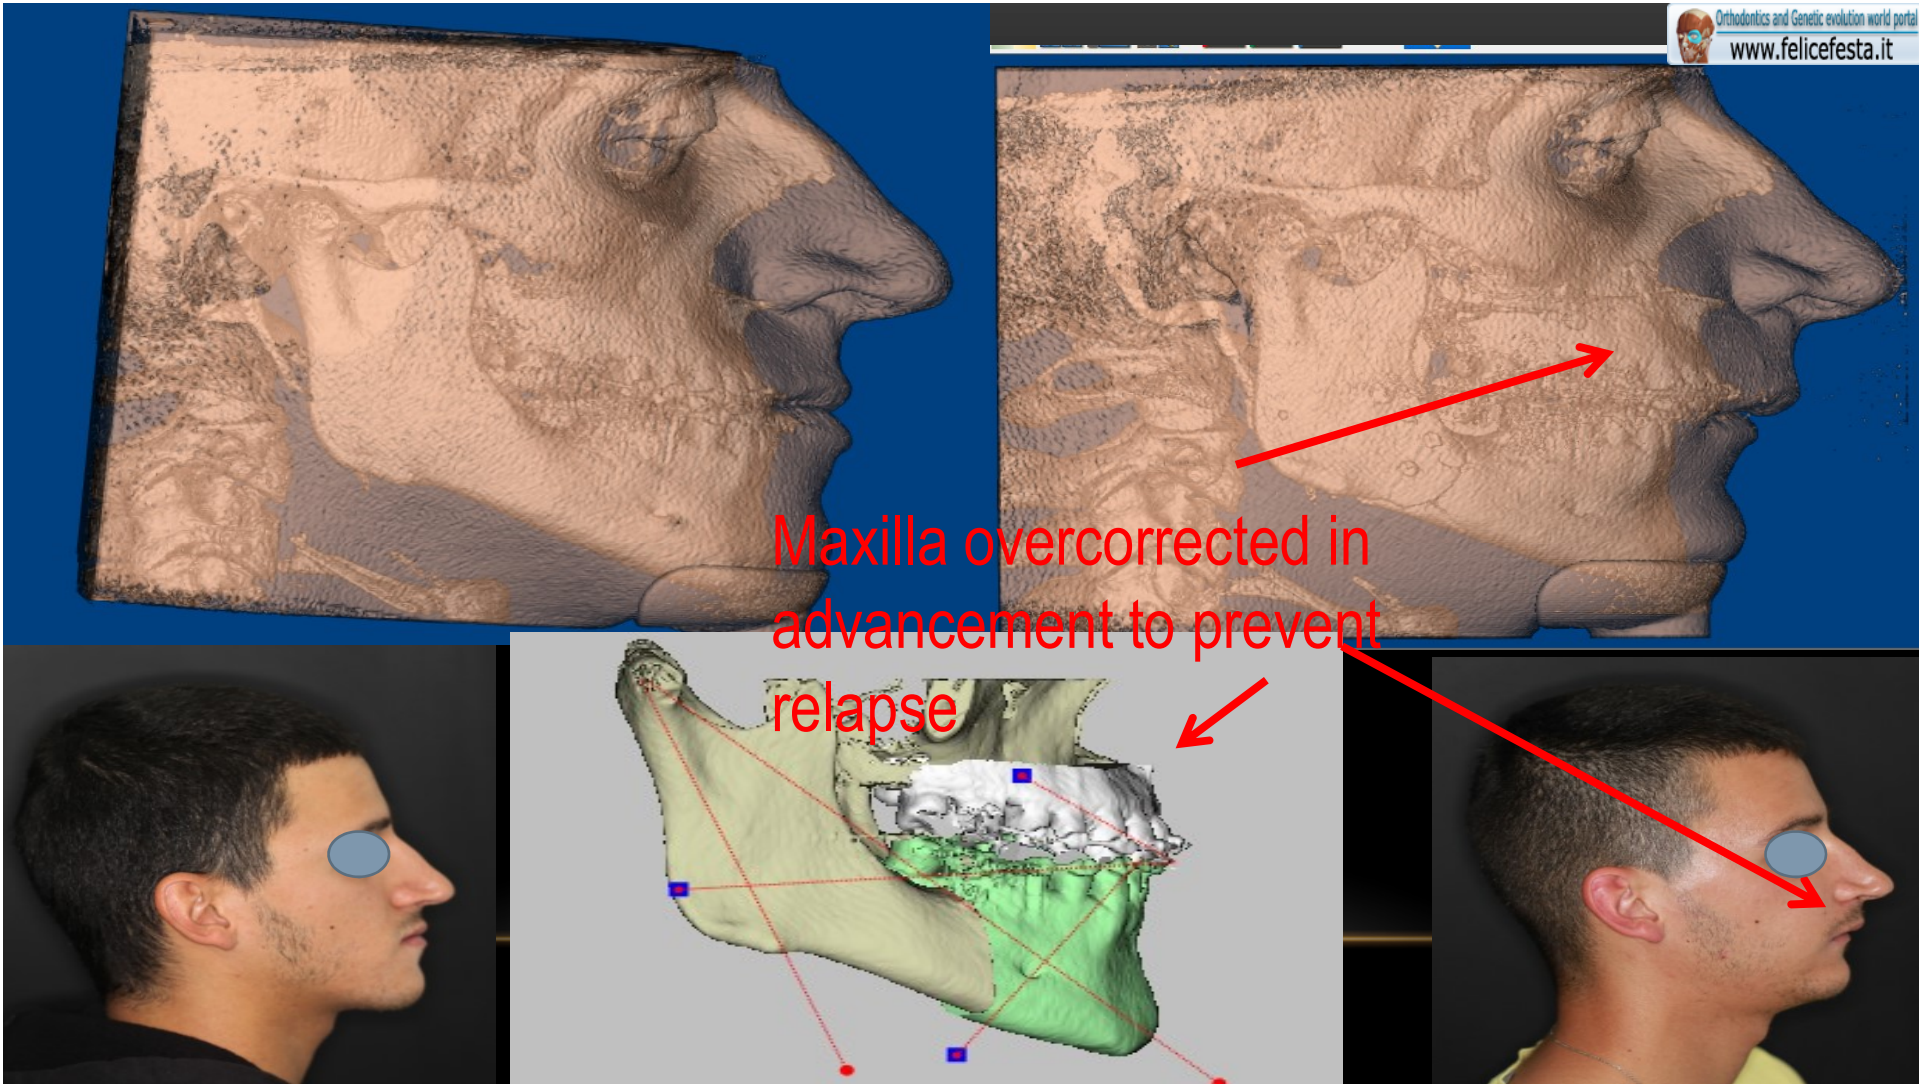 Orthodontics and Genetic evolution world portal
www.felicefesta.it
Maxilla overcorrected in
advancement to prevent
relapse